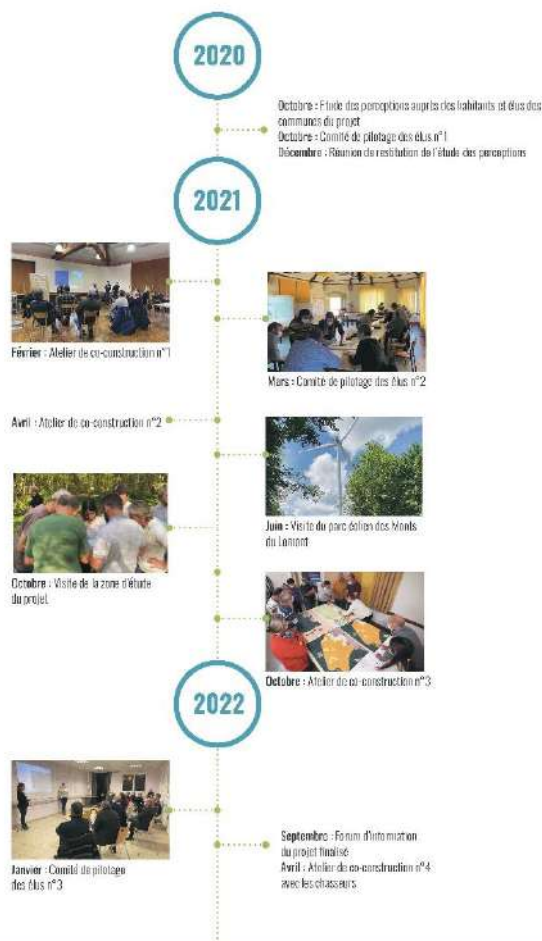 2020
Octobre : Etude des perceptions auprès des habitants et élus des
communes du projet
Octobre : Comité de pilotage des élus n°1
Décembre : Réunion de restitution de l'étude des perceptions
2021
Février : Atelier de co-construction n°1
Mars : Comité de pilotage des élus n°2
Avril : Atelier de co-construction n°2
Juin : Visite du parc éolien des Monts
du Lomont
Octobre : Visite de la zone d'étude
du projet
Octobre : Atelier de co-construction n°3
2022
Janvier : Comité de pilotage
des élus n°3
Septembre : Forum d'information
du projet finalisé
Avril : Atelier de co-construction n°4
avec les chasseurs